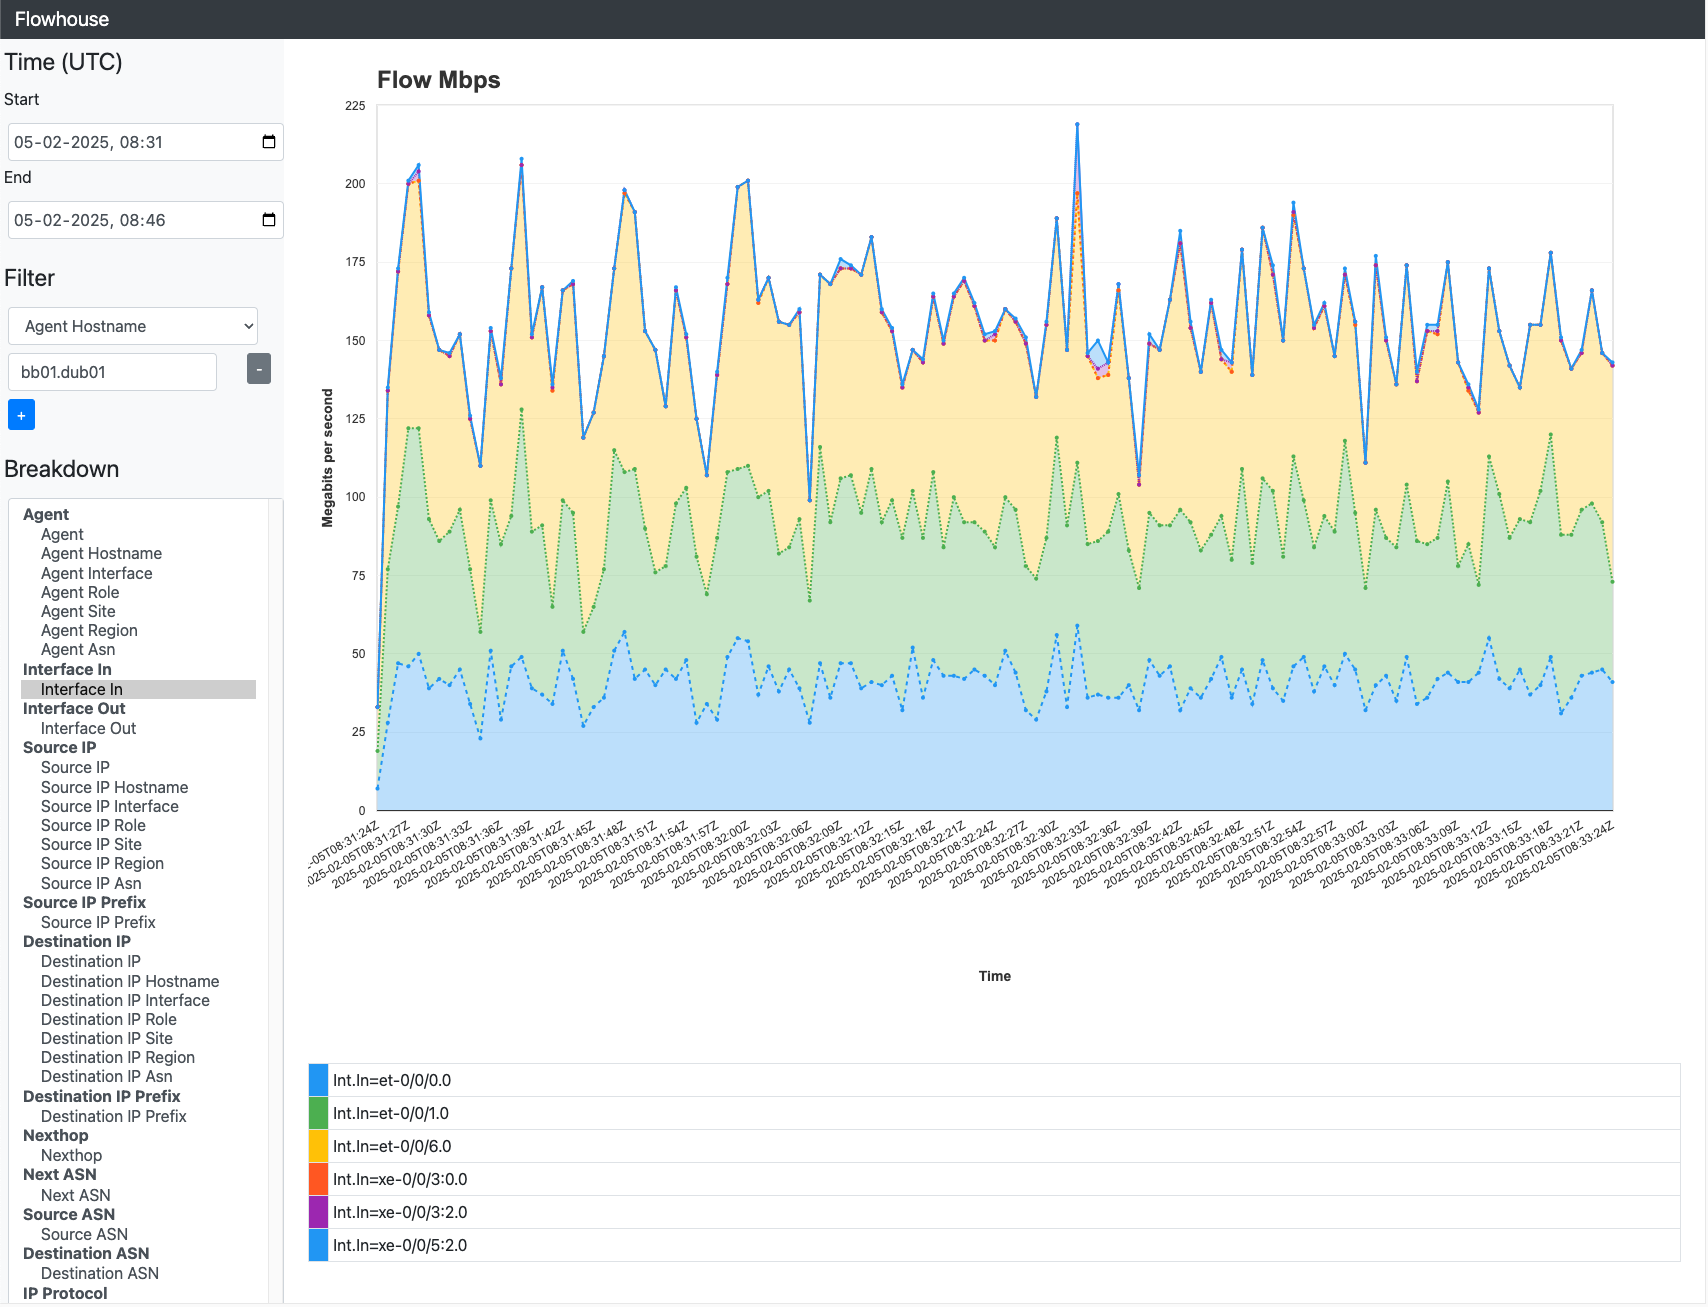 Flowhouse
Time (UTC)
Start
05-02-2025, 08:31
End
05-02-2025, 08:46
Filter
Agent Hostname
bb01.dub01
-
+
Breakdown
Agent
Agent
Agent Hostname
Agent Interface
Agent Role
Agent Site
Agent Region
Agent Asn
Interface In
Interface In
Interface Out
Interface Out
Source IP
Source IP
Source IP Hostname
Source IP Interface
Source IP Role
Source IP Site
Source IP Region
Source IP Asn
Source IP Prefix
Source IP Prefix
Destination IP
Destination IP
Destination IP Hostname
Destination IP Interface
Destination IP Role
Destination IP Site
Destination IP Region
Destination IP Asn
Destination IP Prefix
Destination IP Prefix
Nexthop
Nexthop
Next ASN
Next ASN
Source ASN
Source ASN
Destination ASN
Destination ASN
IP Protocol
Flow Mbps
Megabits per second
225
200
175
150
125
100
75
50
25
0
-05T08:31:24Z
025-02-05T08:31:27Z
2025-02-05T08:31:30Z
2025-02-05T08:31:33Z
2025-02-05T08:31:36Z
2025-02-05T08:31:39Z
2025-02-05T08:31:42Z
2025-02-05T08:31:45Z
2025-02-05T08:31:48Z
2025-02-05T08:31:51Z
2025-02-05T08:31:54Z
2025-02-05T08:31:57Z
2025-02-05T08:32:00Z
2025-02-05T08:32:03Z
2025-02-05T08:32:06Z
2025-02-05T08:32:09Z
2025-02-05T08:32:12Z
2025-02-05T08:32:15Z
2025-02-05T08:32:18Z
2025-02-05T08:32:21Z
2025-02-05T08:32:24Z
2025-02-05T08:32:27Z
2025-02-05T08:32:30Z
2025-02-05T08:32:33Z
2025-02-05T08:32:36Z
2025-02-05T08:32:39Z
2025-02-05T08:32:42Z
2025-02-05T08:32:45Z
2025-02-05T08:32:48Z
2025-02-05T08:32:51Z
2025-02-05T08:32:54Z
2025-02-05T08:32:57Z
2025-02-05T08:33:00Z
2025-02-05T08:33:03Z
2025-02-05T08:33:06Z
2025-02-05T08:33:09Z
2025-02-05T08:33:12Z
2025-02-05T08:33:15Z
2025-02-05T08:33:18Z
2025-02-05T08:33:21Z
2025-02-05T08:33:24Z
Time
Int.In=et-0/0/0.0
Int.In=et-0/0/1.0
Int.In=et-0/0/6.0
Int.In=xe-0/0/3:0.0
Int.In=xe-0/0/3:2.0
Int.In=xe-0/0/5:2.0